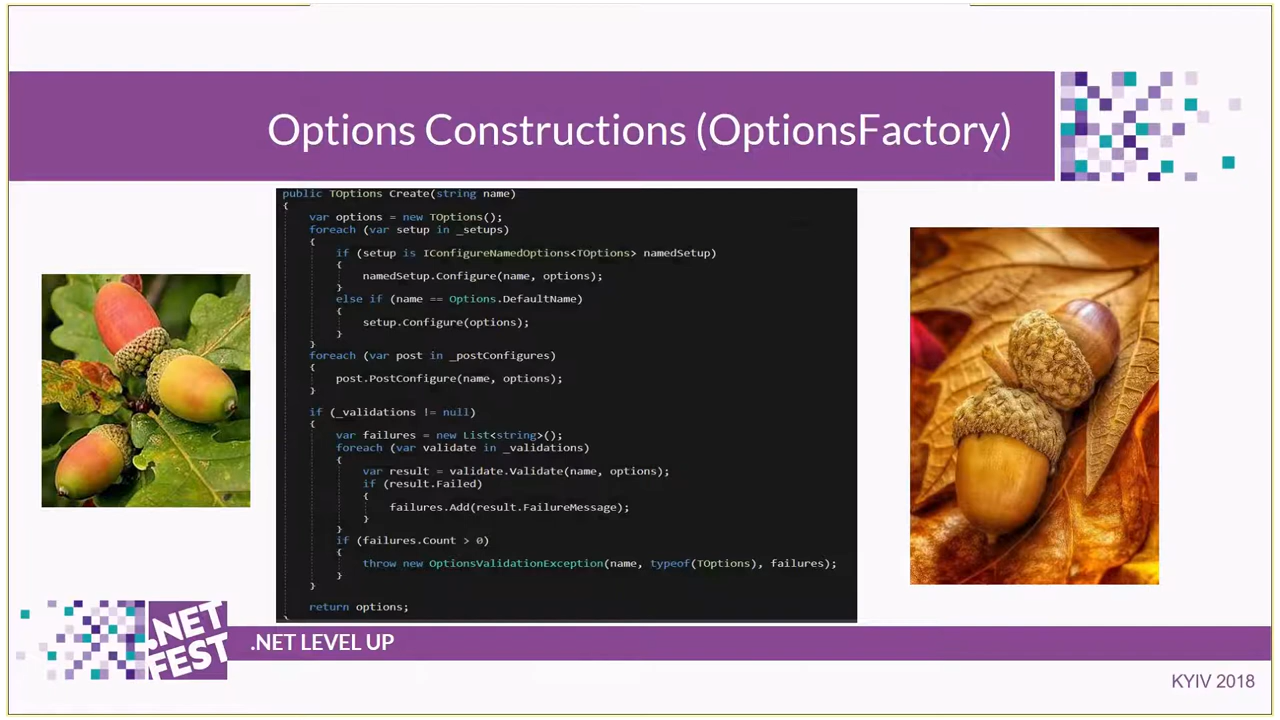 Options Constructions (OptionsFactory)
public TOptions Create(string name)
{
var options = new TOptions();
foreach (var setup in _setups)
{
if (setup is IConfigureNamedOptions<TOptions> namedSetup)
{
namedSetup.Configure(name, options);
}
else if (name == Options.DefaultName)
{
setup.Configure(options);
}
}
foreach (var post in _postConfigures)
{
post.PostConfigure(name, options);
}
if (_validations != null)
{
var failures = new List<string>();
foreach (var validate in _validations)
{
var result = validate.Validate(name, options);
if (result.Failed)
{
failures.Add(result.FailureMessage);
}
}
if (failures.Count > 0)
{
throw new OptionsValidationException(name, typeof(TOptions), failures);
}
}
return options;
.NET
FEST
.NET LEVEL UP
KYIV 2018